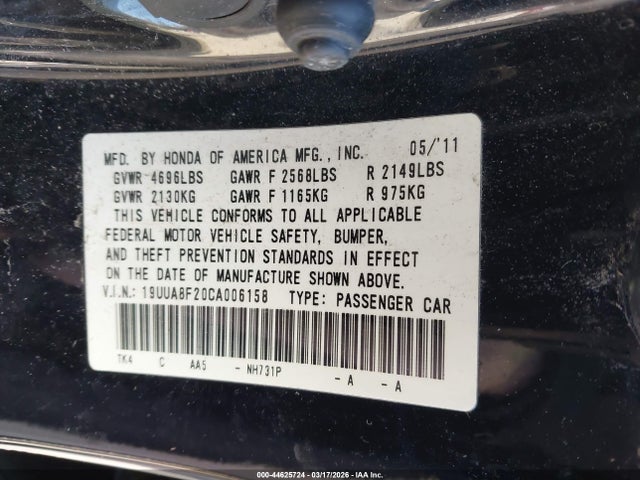 MFD. BY HONDA OF AMERICA MFG., INC. 05/'11
GVWR 4696LBS GAWR F 2568LBS R 2149LBS
GVWR 2130KG GAWR F 1165KG R 975KG
THIS VEHICLE CONFORMS TO ALL APPLICABLE
FEDERAL MOTOR VEHICLE SAFETY, BUMPER,
AND THEFT PREVENTION STANDARDS IN EFFECT
ON THE DATE OF MANUFACTURE SHOWN ABOVE.
V.I.N.: 19UUA8F20CA006158 TYPE: PASSENGER CAR
TK4 C AA5 - NH731P - A - A
000-44625724 - 03/17/2026 - IAA Inc.